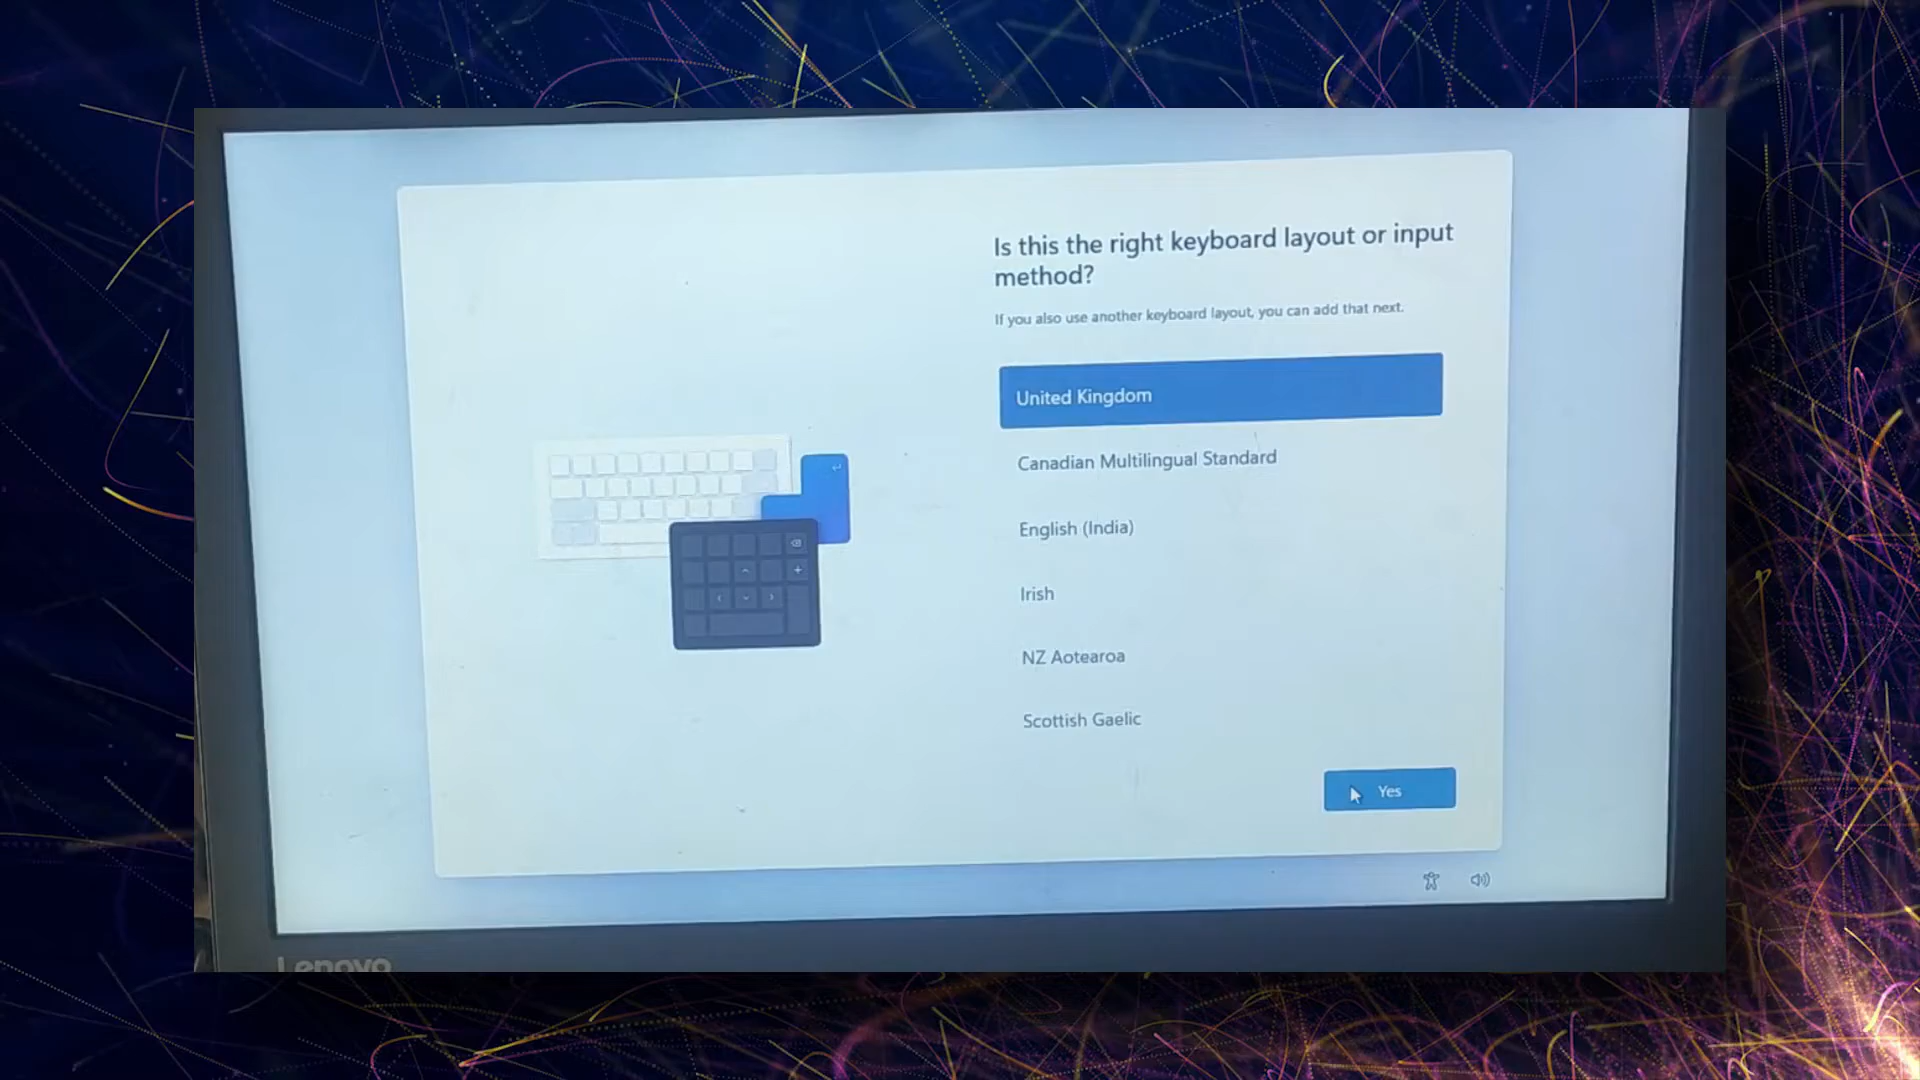 Is this the right keyboard layout or input
method?
If you also use another keyboard layout, you can add that next.
United Kingdom
Canadian Multilingual Standard
English (India)
Irish
NZ Aotearoa
Scottish Gaelic
Yes
Lenovo